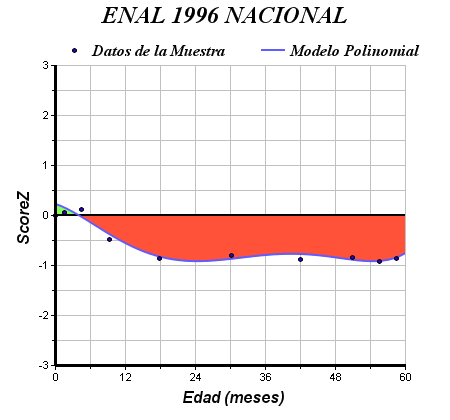 ENAL 1996 NACIONAL
Datos de la Muestra Modelo Polinomial
3
2
1
0
-1
-2
-3
ScoreZ
0 12 24 36 48 60
Edad (meses)